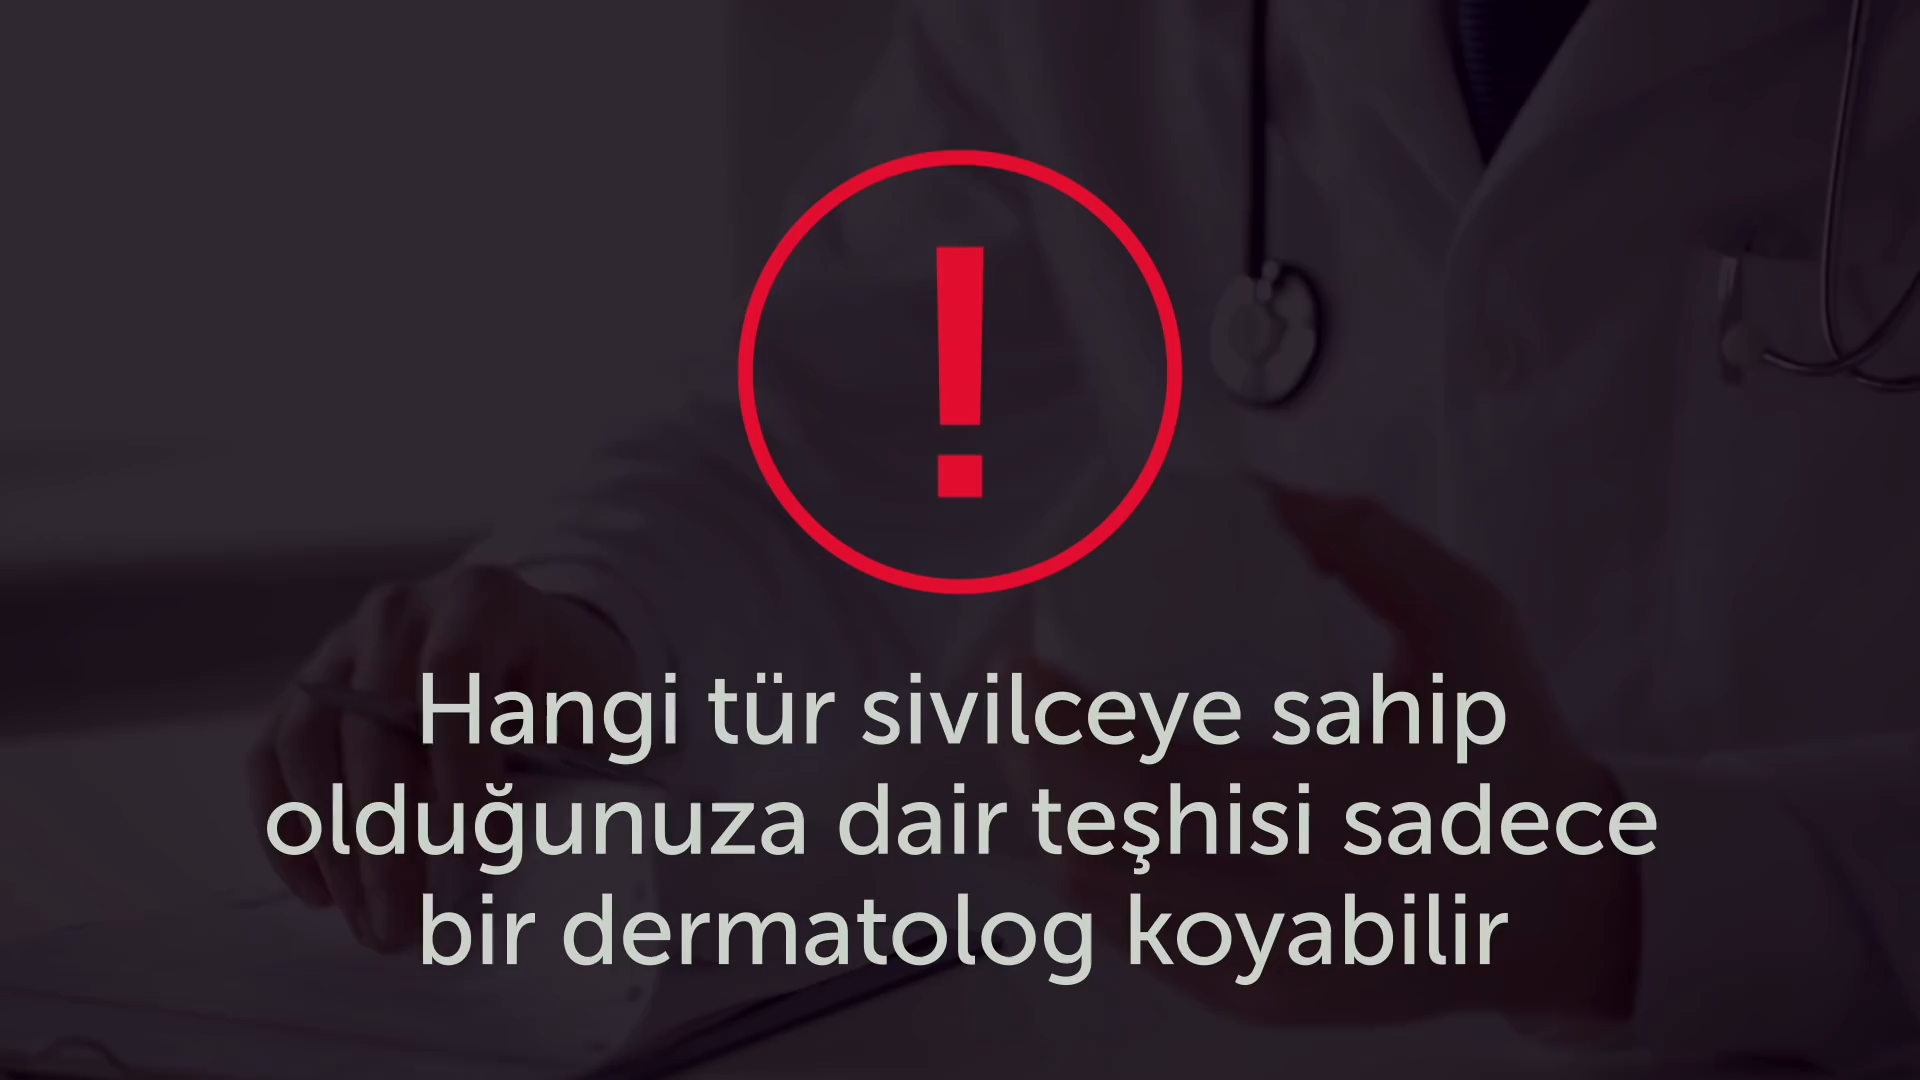 Hangi tür sivilceye sahip
olduğunuza dair teşhisi sadece
bir dermatolog koyabilir